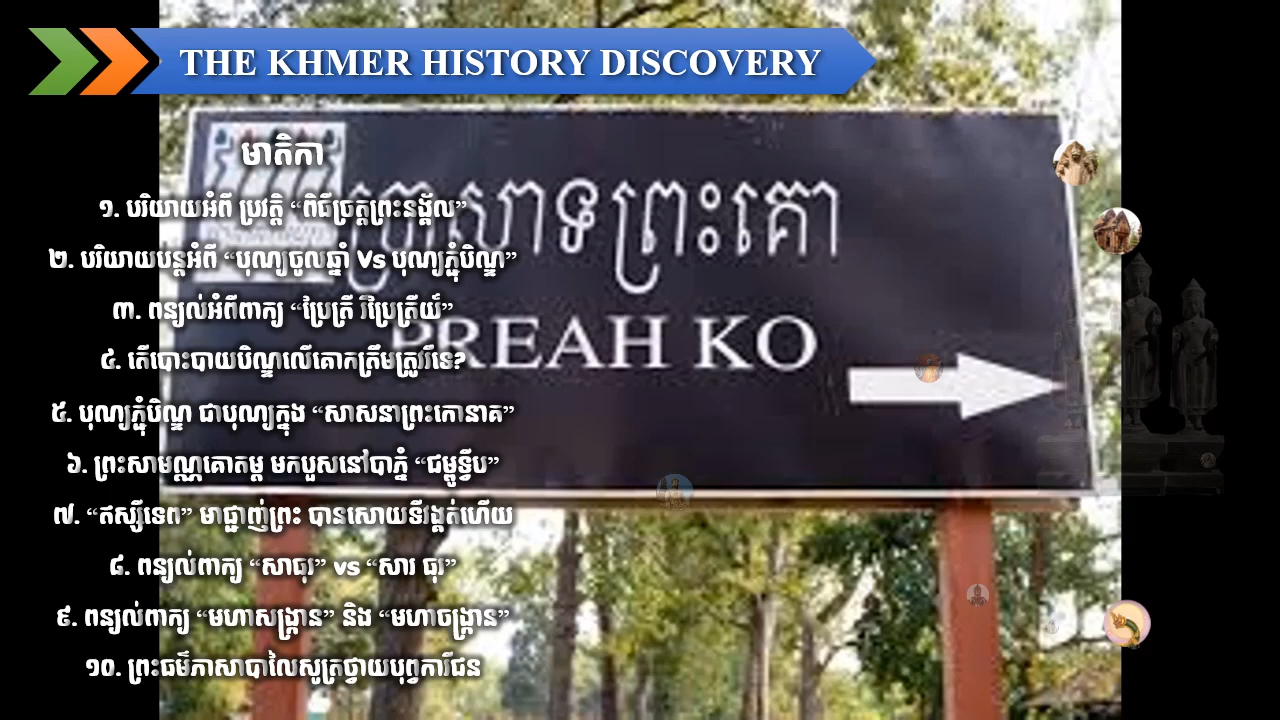 THE KHMER HISTORY DISCOVERY
មាតិកា
១. បរិយាយអំពី ប្រវត្តិ “ពិធីច្រត្តព្រះនង្គ័ល”
២. បរិយាយបន្តអំពី “បុណ្យចូលឆ្នាំ Vs បុណ្យភ្ជុំបិណ្ឌ”
៣. ពន្យល់អំពីពាក្យ “ប្រៃត្រី រឺប្រៃត្រីយ៍”
៤. តើបោះបាយបិណ្ឌលើគោកត្រឹមត្រូវរឺទេ?
៥. បុណ្យភ្ជុំបិណ្ឌ ជាបុណ្យក្នុង “សាសនាព្រះកោនាគ”
៦. ព្រះសាមណ្ណគោតម្ត មកបួសនៅបាភ្នំ “ជម្ពូទ្វីប”
៧. “ឥស្សីទេព” មាផ្ជាញ់ព្រះ បានសោយទីវង្គត់ហើយ
៨. ពន្យល់ពាក្យ “សាធុរ” vs “សារ ធុរ”
៩. ពន្យល់ពាក្យ “មហាសង្ក្រាន” និង “មហាចង្ក្រាន”
១០. ព្រះធម៌ភាសាបាលៃសូត្រថ្វាយបុព្វការីជន
ប្រាសាទព្រះគោ
PREAH KO